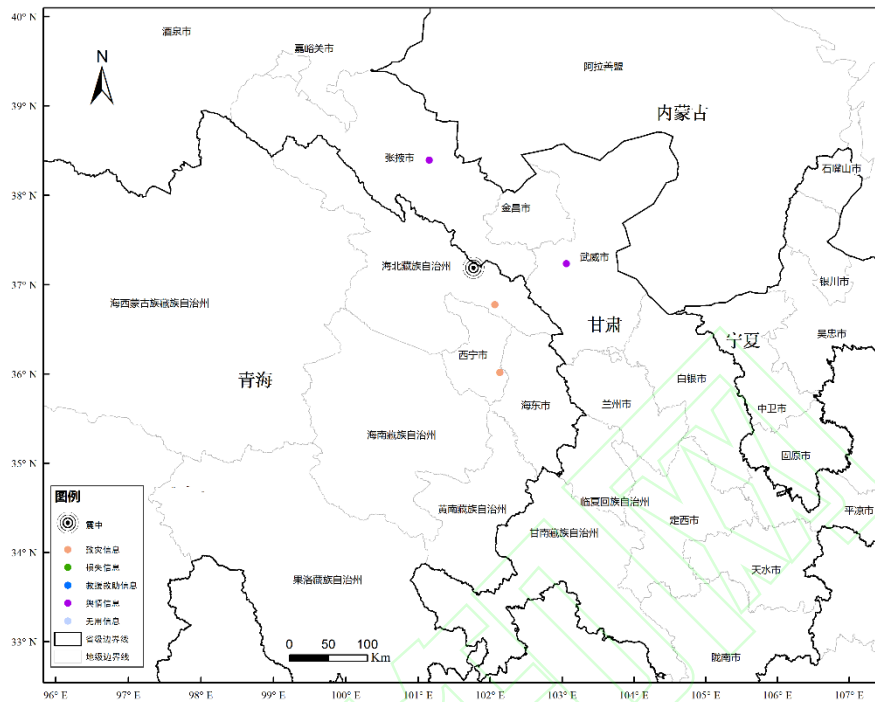 40° N
酒泉市
嘉峪关市
N
阿拉善盟
39° N
内蒙古
张掖市
石嘴山市
38° N
金昌市
武威市
海北藏族自治州
银川市
37° N
海西蒙古族藏族自治州
甘肃
吴忠市
宁夏
西宁市
36° N
青海
白银市
兰州市
海东市
中卫市
海南藏族自治州
固原市
35° N
图例
震中
黄南藏族自治州
临夏回族自治州
平凉市
定西市
甘南藏族自治州
34° N
致灾信息
损失信息
天水市
果洛藏族自治州
救援救助信息
舆情信息
无用信息
33° N
省级边界线
地级边界线
0 50 100
Km
陇南市
96° E 97° E 98° E 99° E 100° E 101° E 102° E 103° E 104° E 105° E 106° E 107° E